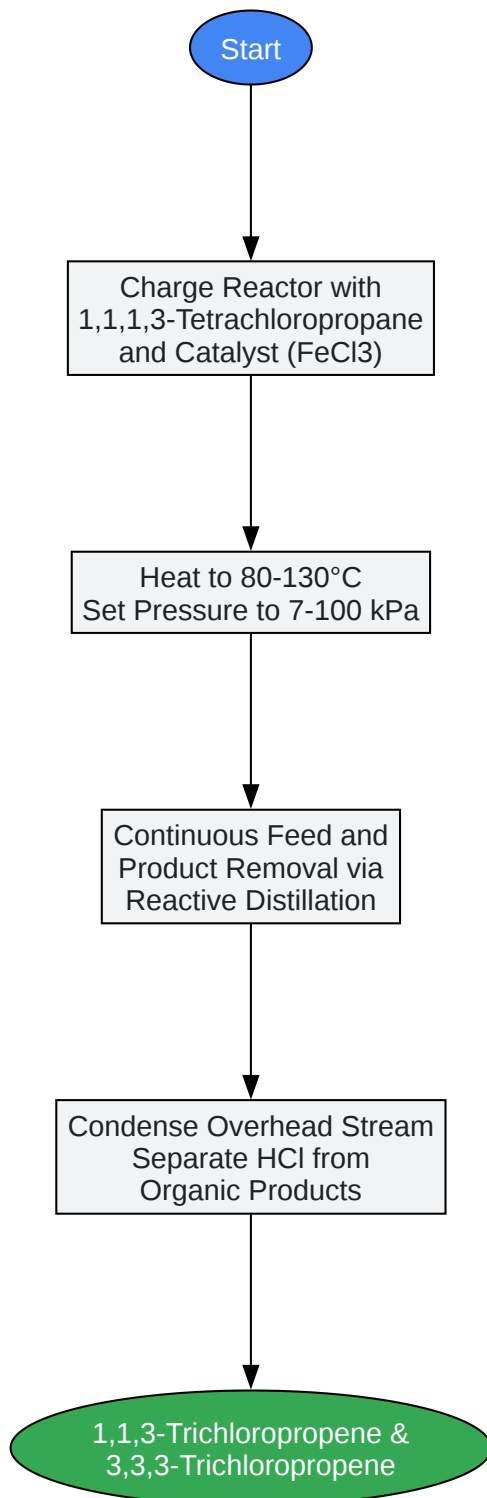 Start
Charge Reactor with
1,1,1,3-Tetrachloropropane
and Catalyst (FeCl3)
Heat to 80-130°C
Set Pressure to 7-100 kPa
Continuous Feed and
Product Removal via
Reactive Distillation
Condense Overhead Stream
Separate HCl from
Organic Products
1,1,3-Trichloropropene &
3,3,3-Trichloropropene